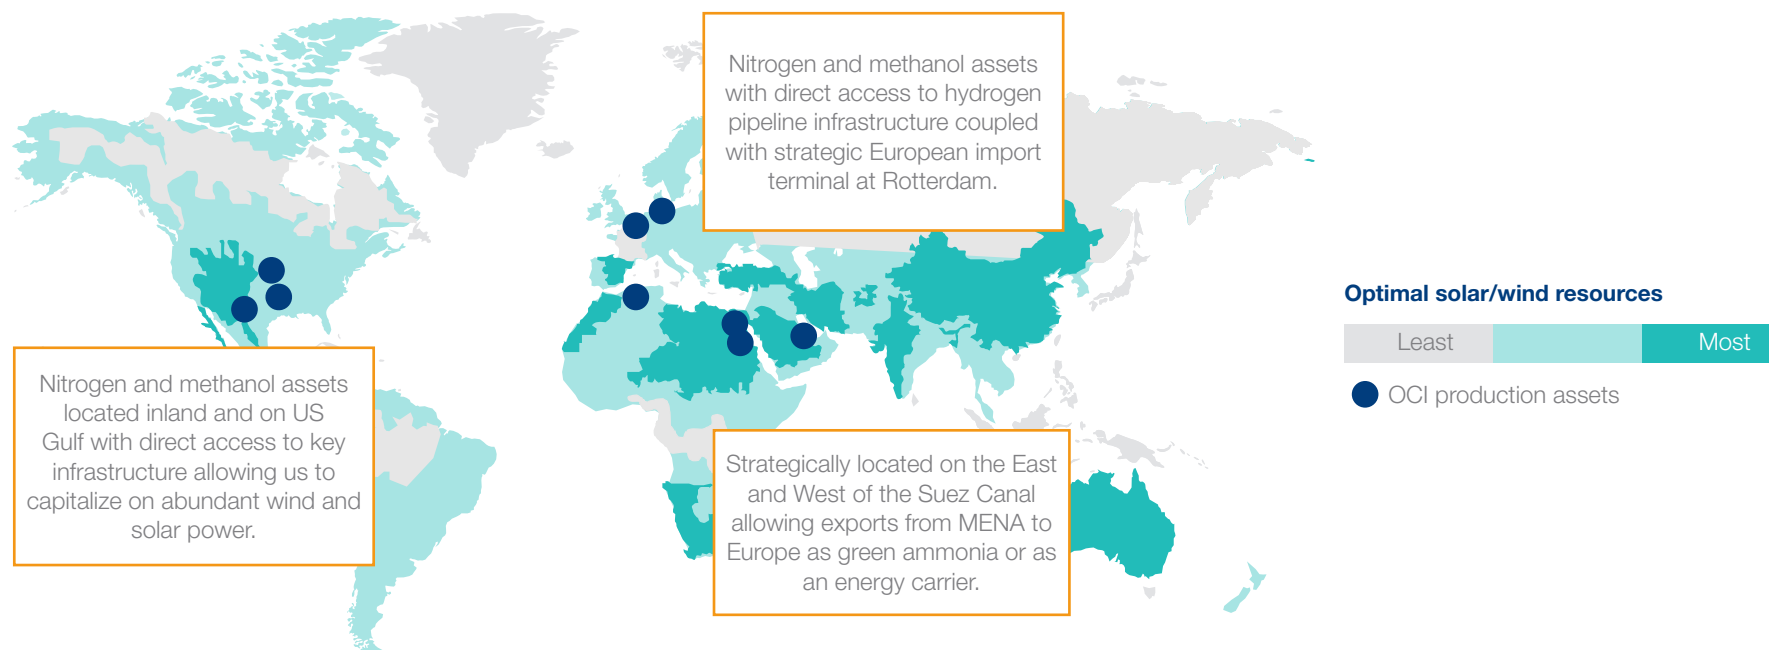 Nitrogen and methanol assets
with direct access to hydrogen
pipeline infrastructure coupled
with strategic European import
terminal at Rotterdam.
Nitrogen and methanol assets
located inland and on US
Gulf with direct access to key
infrastructure allowing us to
capitalize on abundant wind and
solar power.
Strategically located on the East
and West of the Suez Canal
allowing exports from MENA to
Europe as green ammonia or as
an energy carrier.
Optimal solar/wind resources
Least Most
OCI production assets